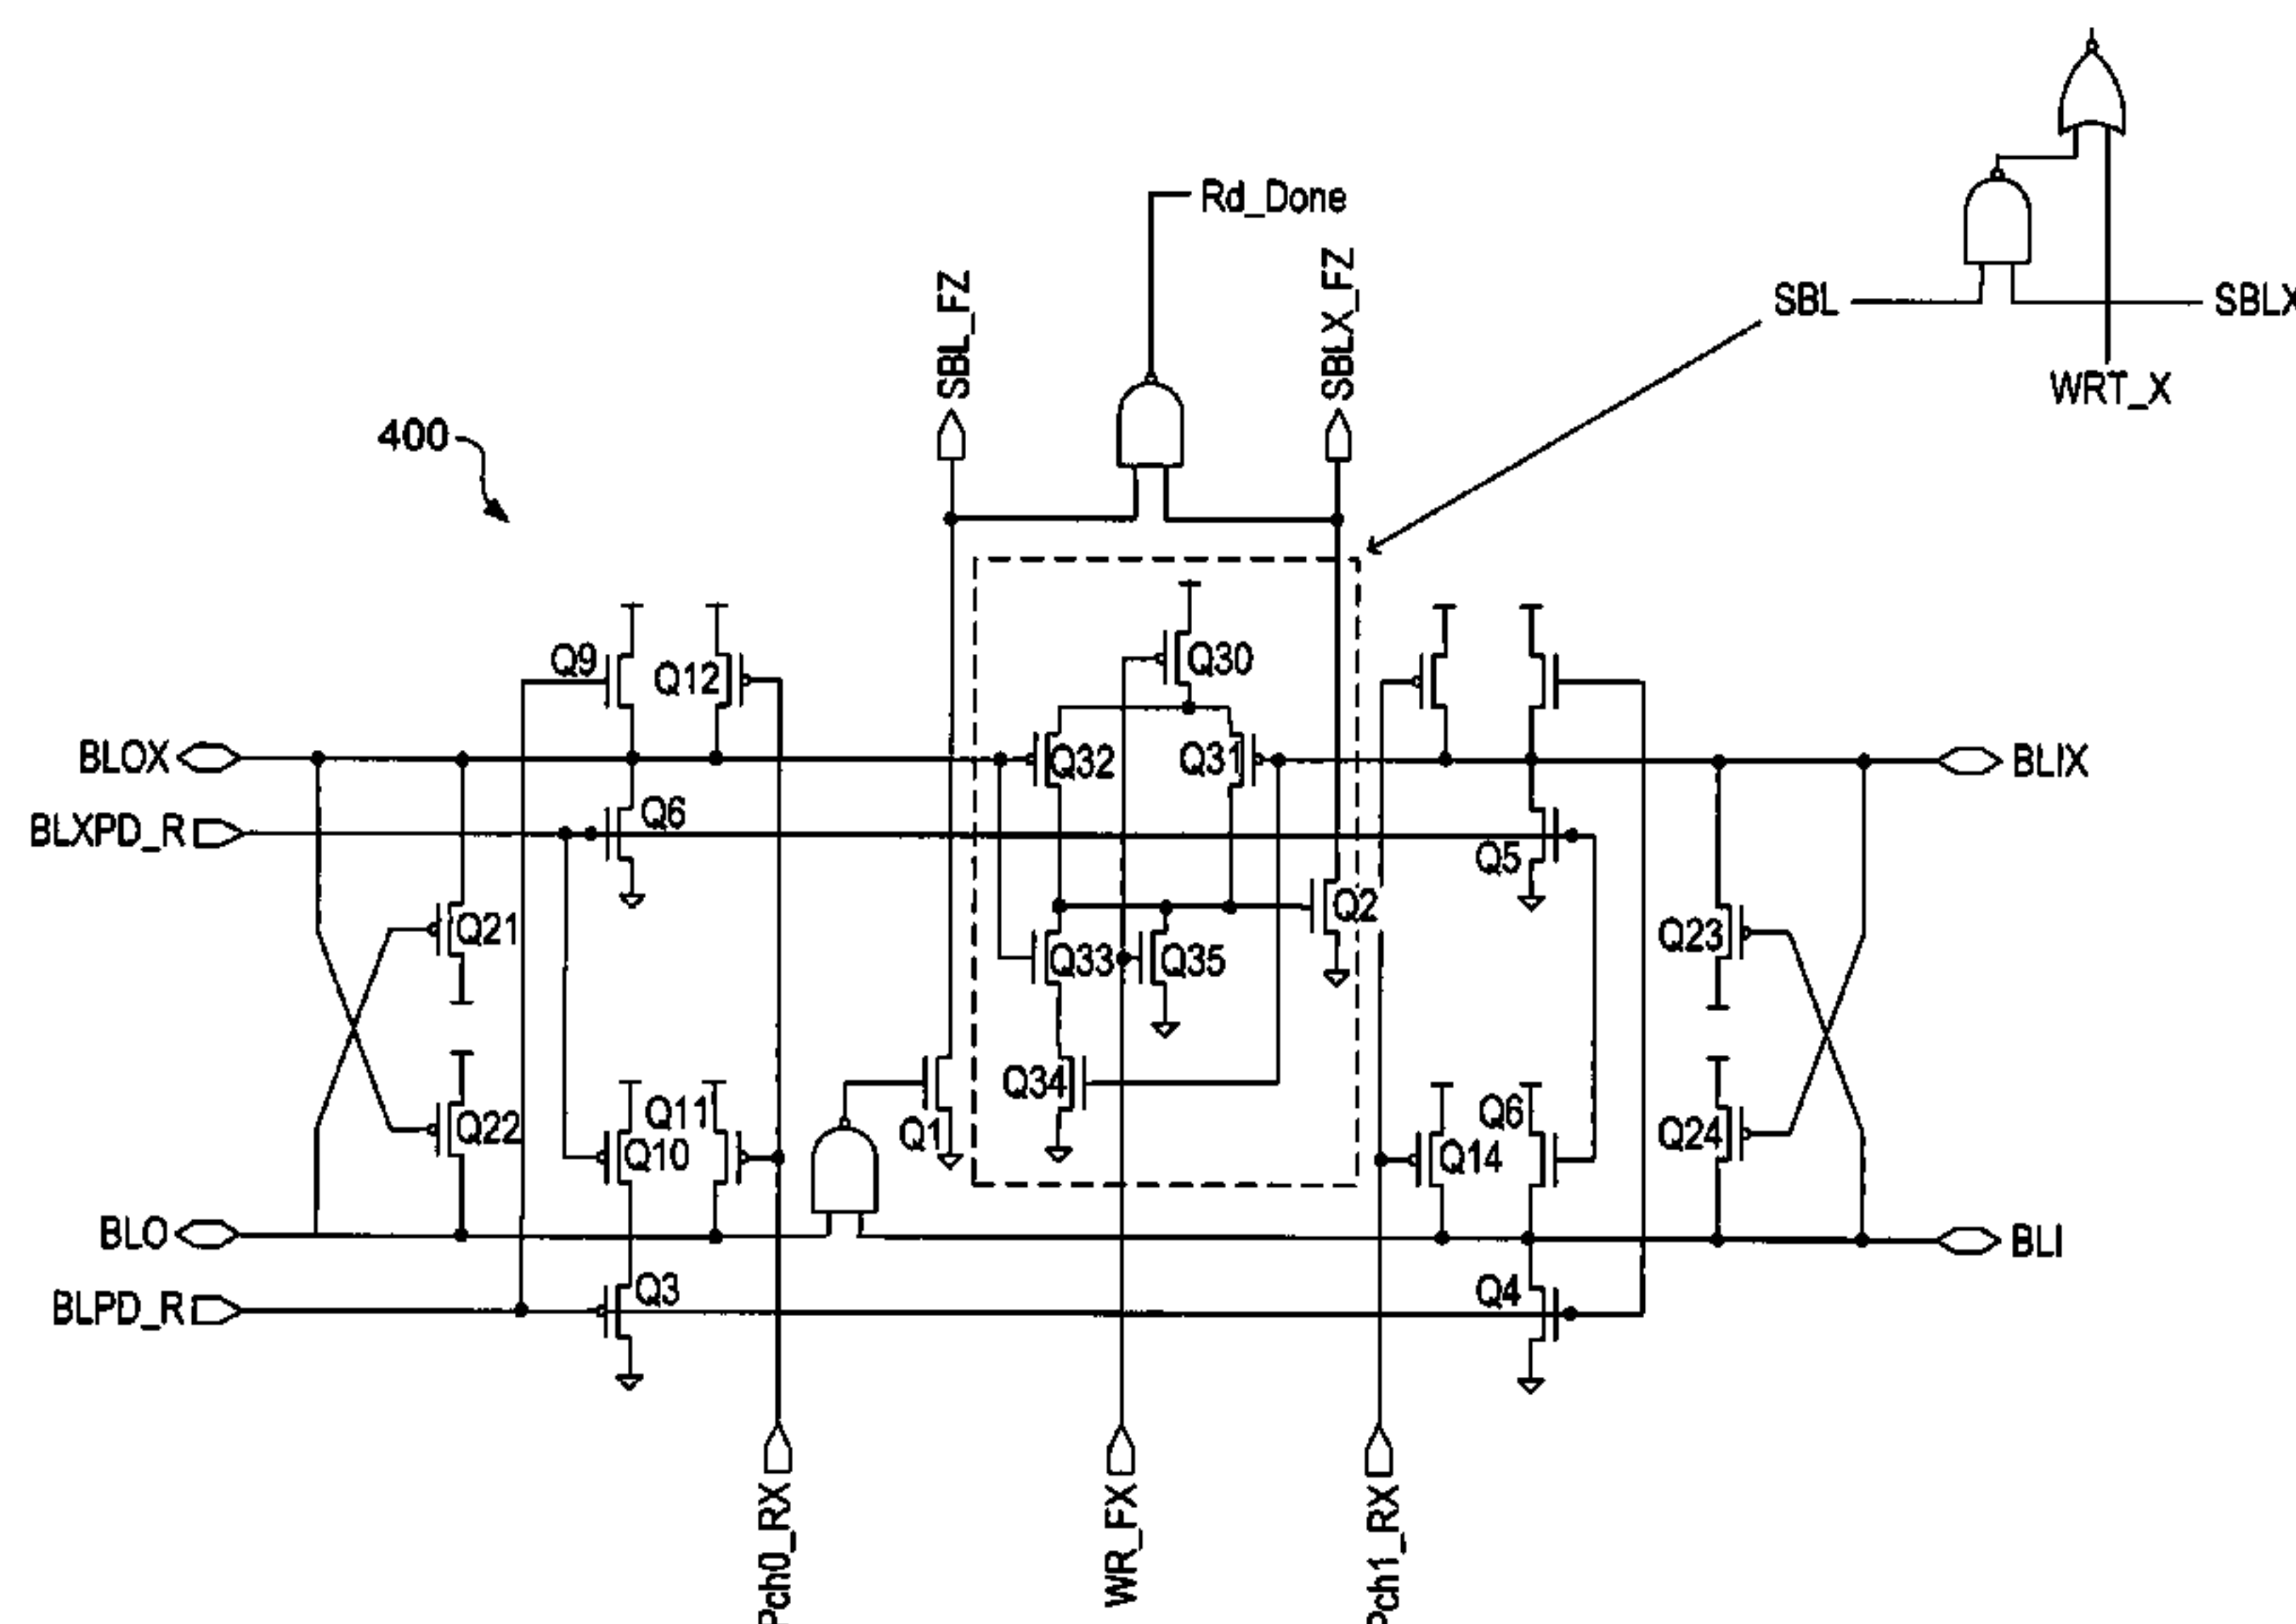 Rd_Done
SBL_FZ
SBLX_FZ
SBL
SBLX
WRT_X
400
Q9
Q12
Q30
BLOX
Q32
Q31
BLIX
BLXPD_R
Q6
Q5
Q21
Q2
Q23
Q33
Q35
Q22
Q11
Q10
Q34
Q1
Q6
Q14
Q24
BLO
BLI
BLPD_R
Q3
Q4
Pch0_RX
WR_FX
Pch1_RX